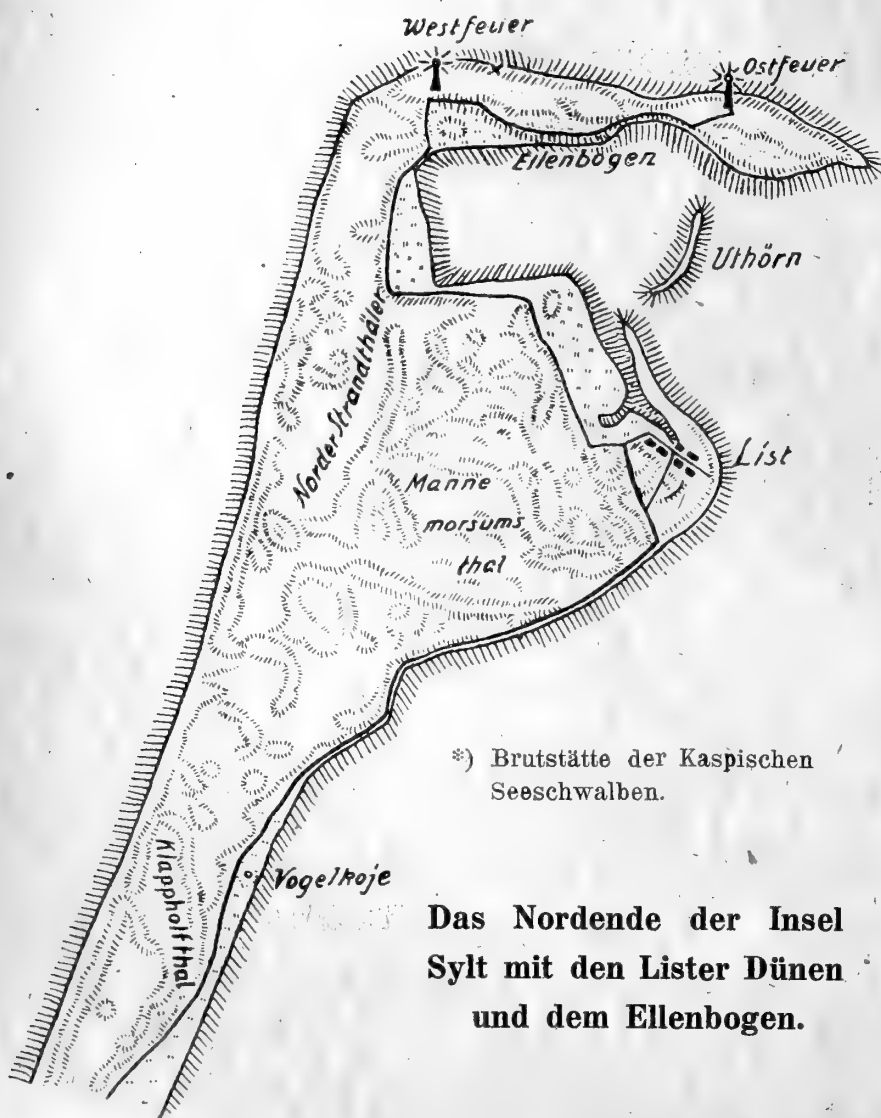 Westfeuer
Ostfeuer
Ellenbogen
Uthörn
Norder Strandthäler
List
Manne
morsums
thal
*) Brutstätte der Kaspischen
Seeschwalben.
Vogelkoje
Klappholtthal
Das Nordende der Insel
Sylt mit den Lister Dünen
und dem Ellenbogen.